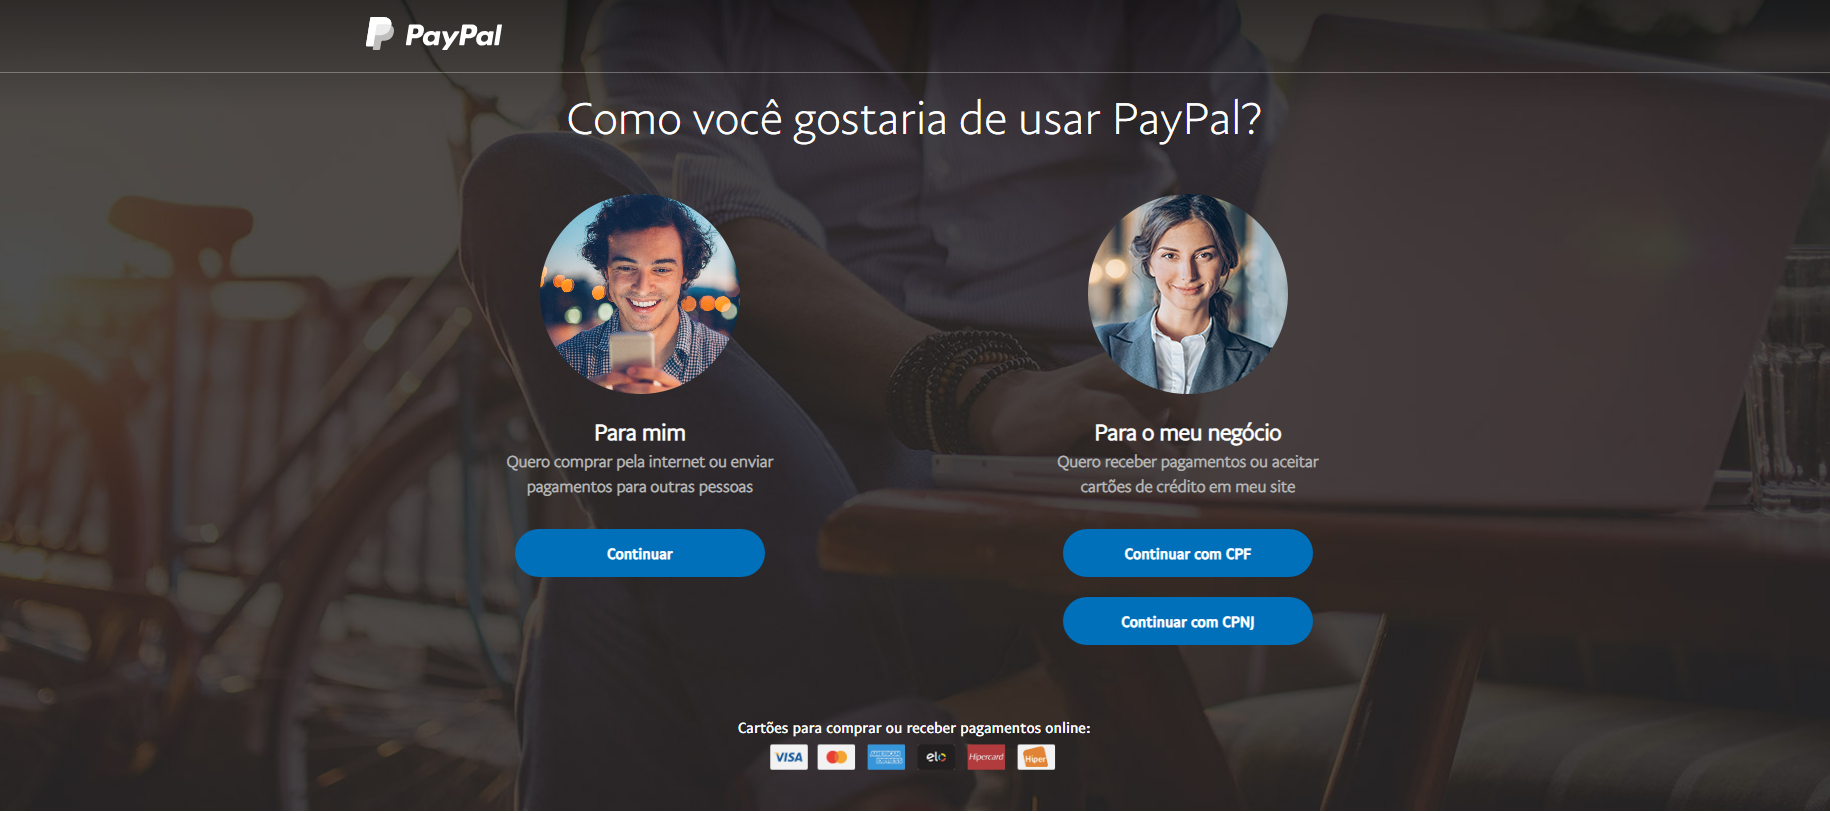 PayPal
Como você gostaria de usar PayPal?
Para mim
Quero comprar pela internet ou enviar
pagamentos para outras pessoas
Continuar
Para o meu negócio
Quero receber pagamentos ou aceitar
cartões de crédito em meu site
Continuar com CPF
Continuar com CPNJ
Cartões para comprar ou receber pagamentos online:
VISA
AMERICAN
EXPRESS
elo
Hipercard
Hiper